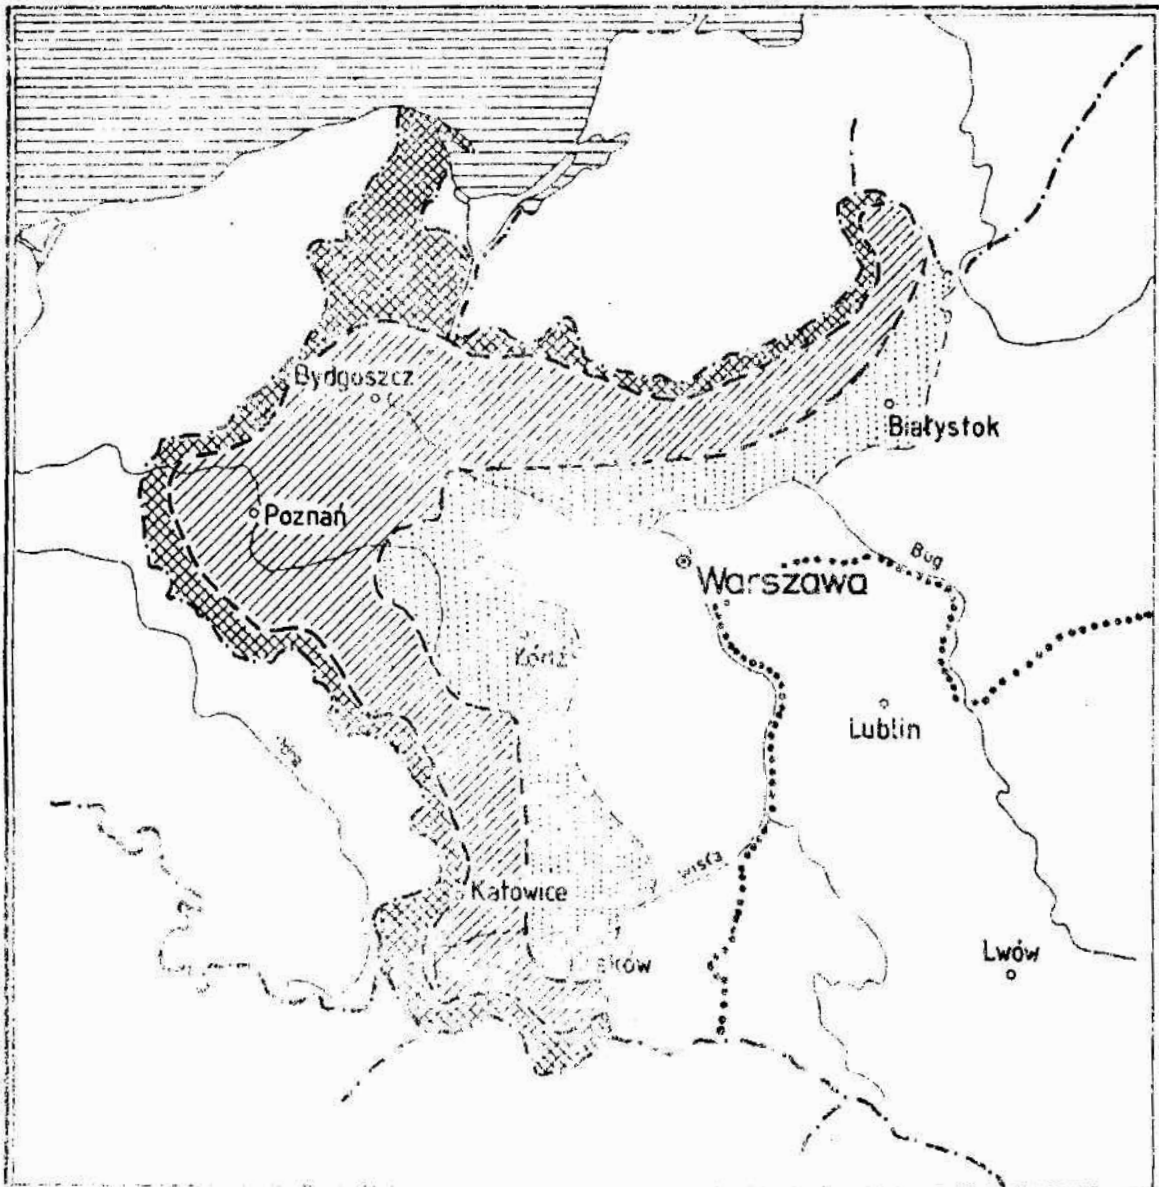 Bydgoszcz
Białystok
Poznań
Bug
Warszawa
Łódź
Lublin
Wisła
Katowice
Lwów